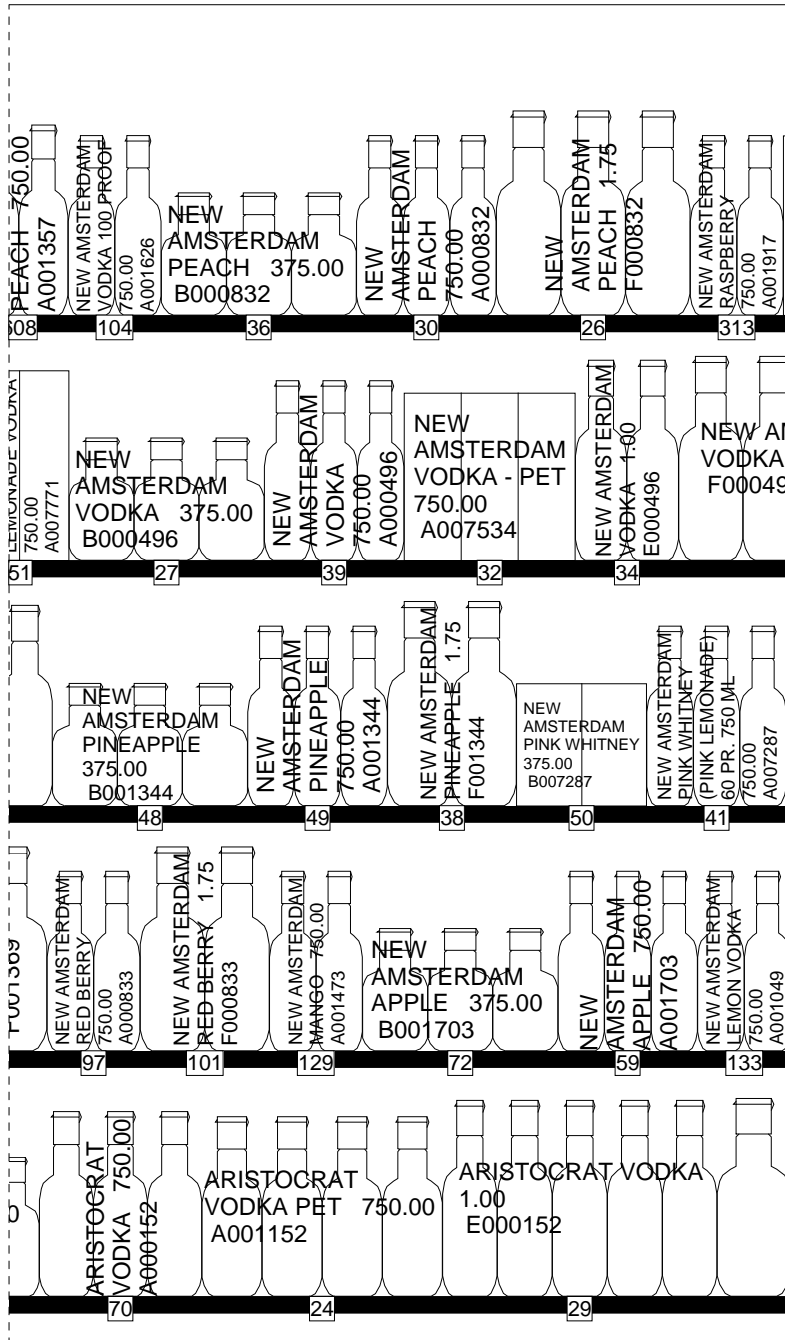 PEACH 750.00
A001357
NEW AMSTERDAM
VODKA 100 PROOF
750.00
A001626
NEW
AMSTERDAM
PEACH 375.00
B000832
NEW
AMSTERDAM
PEACH
750.00
A000832
NEW
AMSTERDAM
PEACH 1.75
F000832
NEW AMSTERDAM
RASPBERRY
750.00
A001917
608
104
36
30
26
313
LEMONADE VODKA
750.00
A007771
NEW
AMSTERDAM
VODKA 375.00
B000496
NEW
AMSTERDAM
VODKA
750.00
A000496
NEW
AMSTERDAM
VODKA - PET
750.00
A007534
NEW AMSTERDAM
VODKA 1.00
E000496
NEW AM
VODKA
F00049
51
27
39
32
34
NEW
AMSTERDAM
PINEAPPLE
375.00
B001344
NEW
AMSTERDAM
PINEAPPLE
750.00
A001344
NEW AMSTERDAM
PINEAPPLE 1.75
F001344
NEW
AMSTERDAM
PINK WHITNEY
375.00
B007287
NEW AMSTERDAM
PINK WHITNEY
(PINK LEMONADE)
60 PR. 750 ML
750.00
A007287
48
49
38
50
41
F001369
NEW AMSTERDAM
RED BERRY
750.00
A000833
NEW AMSTERDAM
RED BERRY 1.75
F000833
NEW AMSTERDAM
MANGO 750.00
A001473
NEW
AMSTERDAM
APPLE 375.00
B001703
NEW
AMSTERDAM
APPLE 750.00
A001703
NEW AMSTERDAM
LEMON VODKA
750.00
A001049
97
101
129
72
59
133
0
ARISTOCRAT
VODKA 750.00
A000152
ARISTOCRAT
VODKA PET 750.00
A001152
ARISTOCRAT VODKA
1.00
E000152
70
24
29